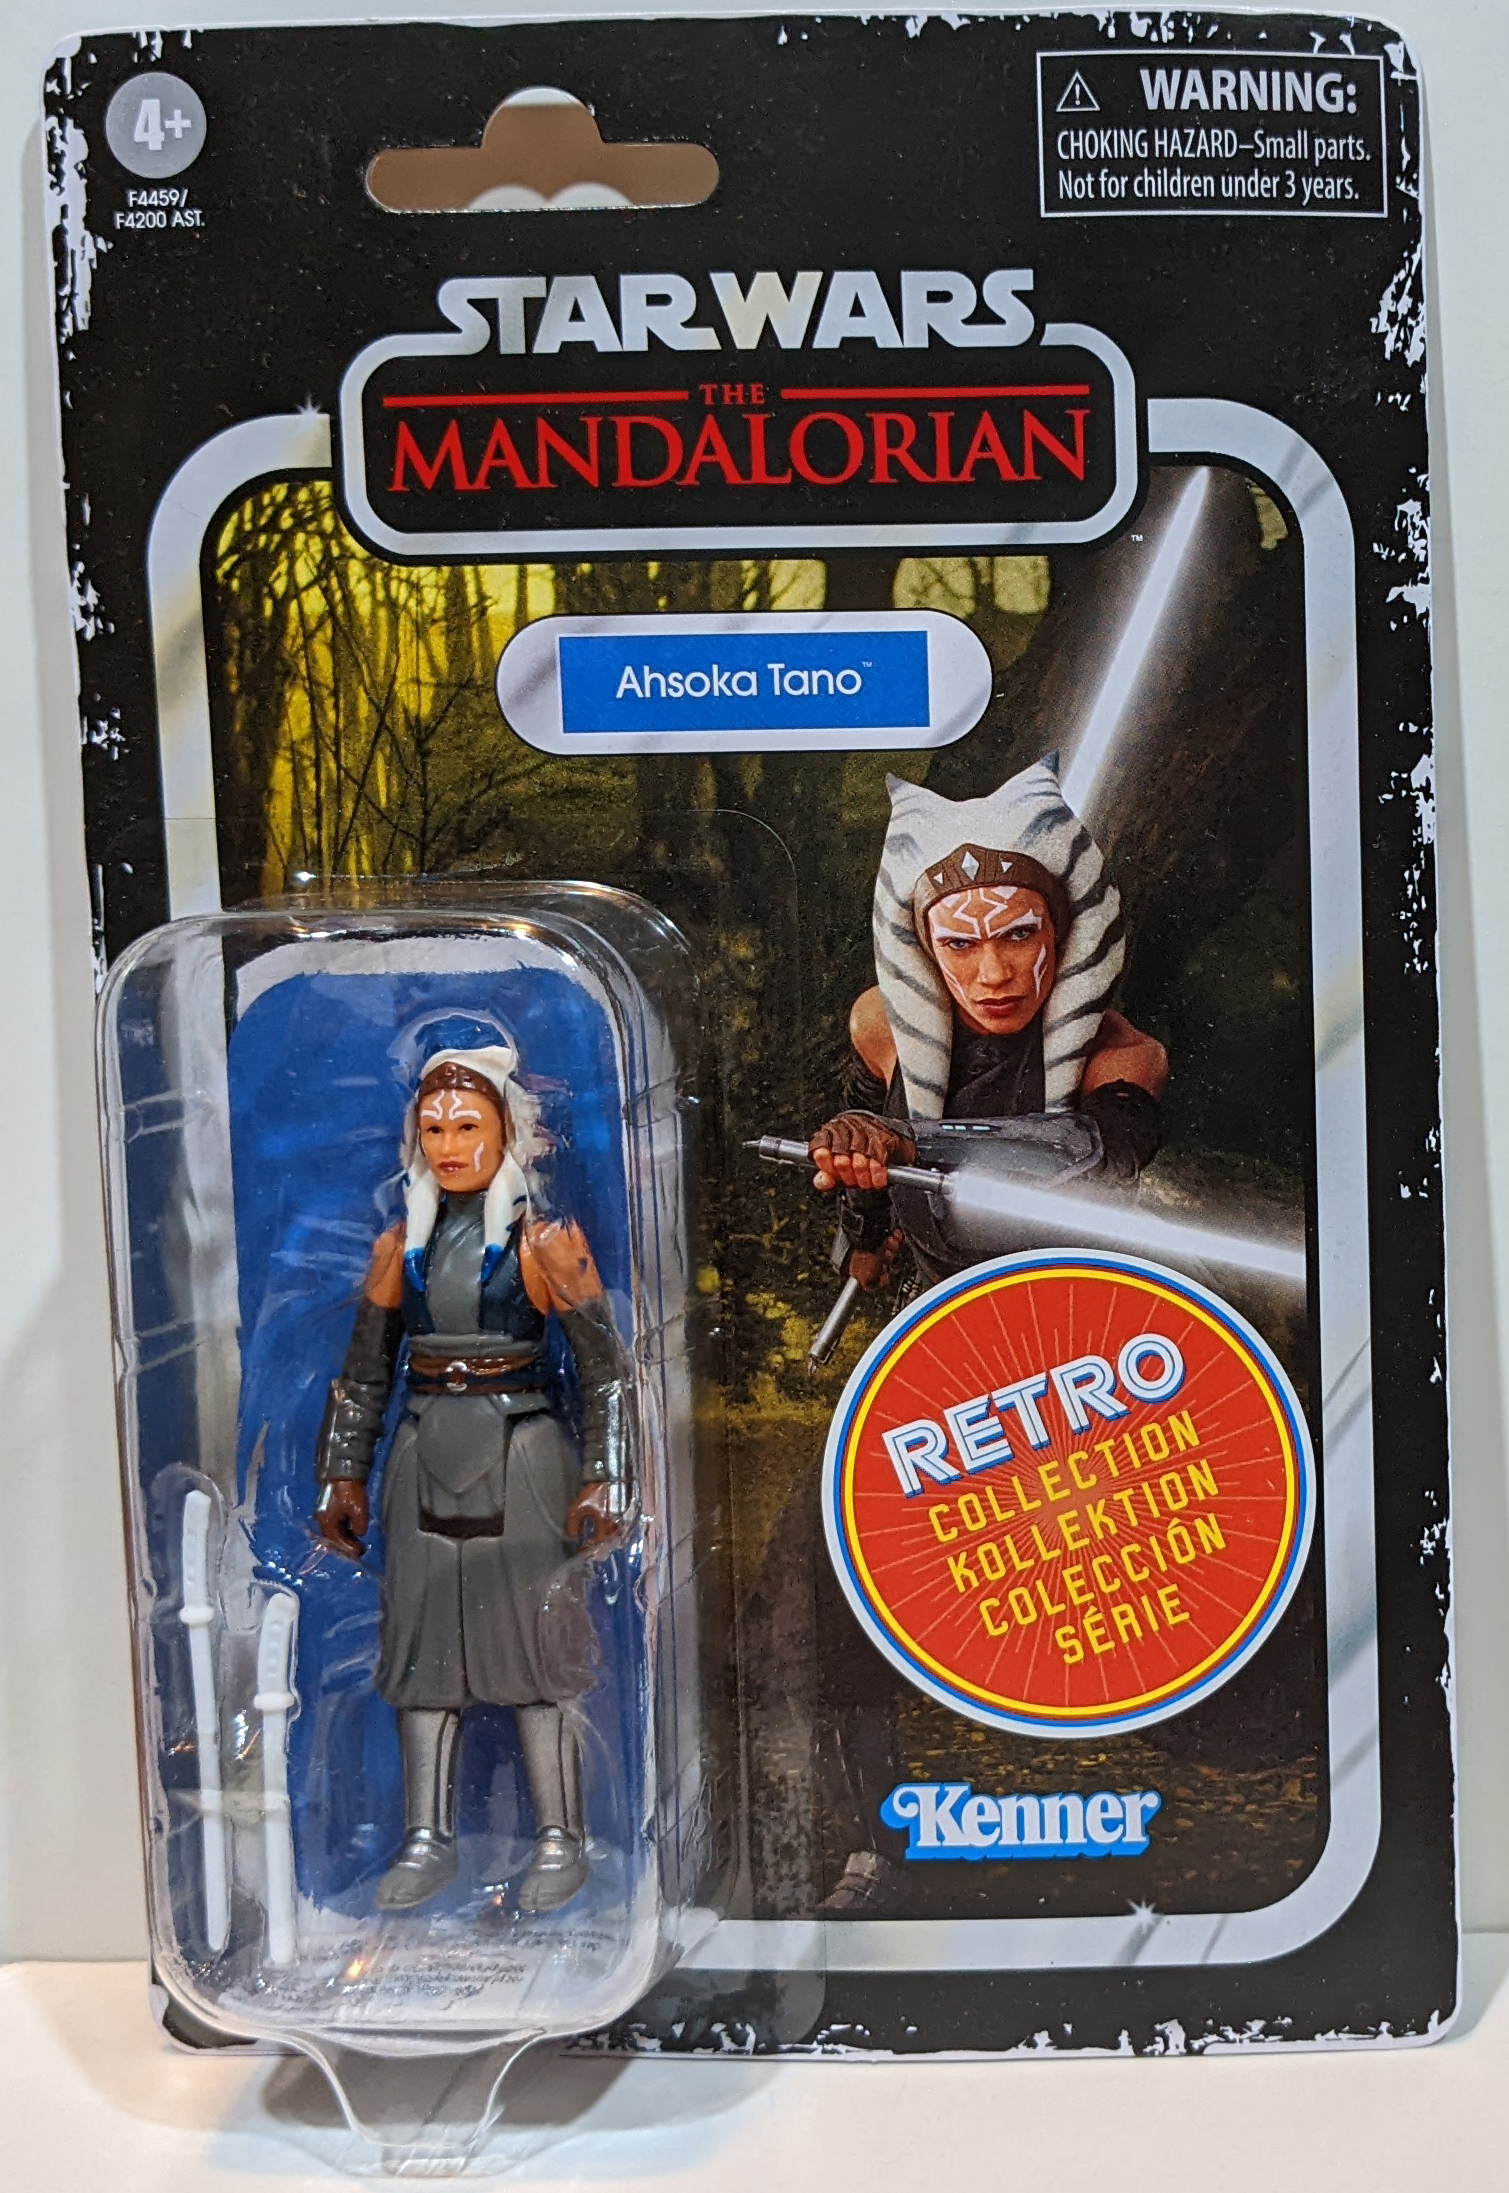 4+
F4459/
F4200 AST.
⚠ WARNING:
CHOKING HAZARD–Small parts.
Not for children under 3 years.
STAR WARS
THE
MANDALORIAN
™
Ahsoka Tano™
RETRO
COLLECTION
KOLLEKTION
COLECCIÓN
SÉRIE
Kenner